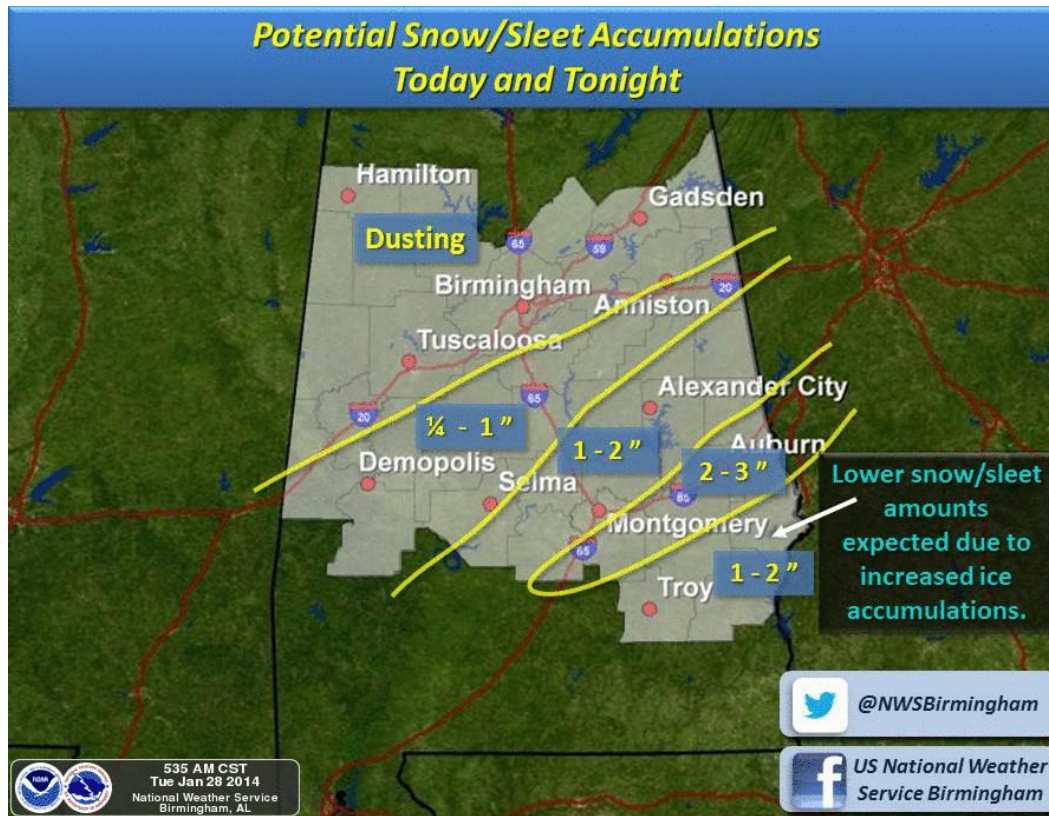 Potential Snow/Sleet Accumulations
Today and Tonight
Hamilton
Gadsden
Dusting
65
59
Birmingham
Anniston
20
Tuscaloosa
Alexander City
65
20
¼ - 1 ”
1 - 2 ”
Auburn
2 - 3 ”
Demopolis
Selma
85
Montgomery
65
Lower snow/sleet
amounts
expected due to
increased ice
accumulations.
1 - 2 ”
Troy
@NWSBirmingham
US National Weather
Service Birmingham
NOAA
535 AM CST
Tue Jan 28 2014
National Weather Service
Birmingham, AL